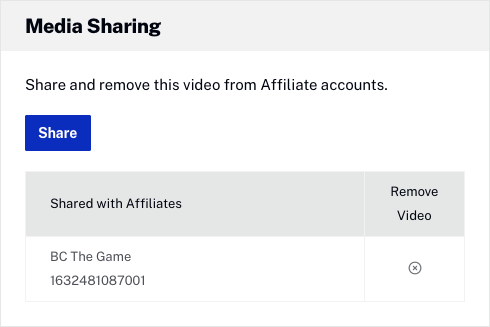 Media Sharing
Share and remove this video from Affiliate accounts.
Share
Shared with Affiliates
Remove
Video
BC The Game
1632481087001